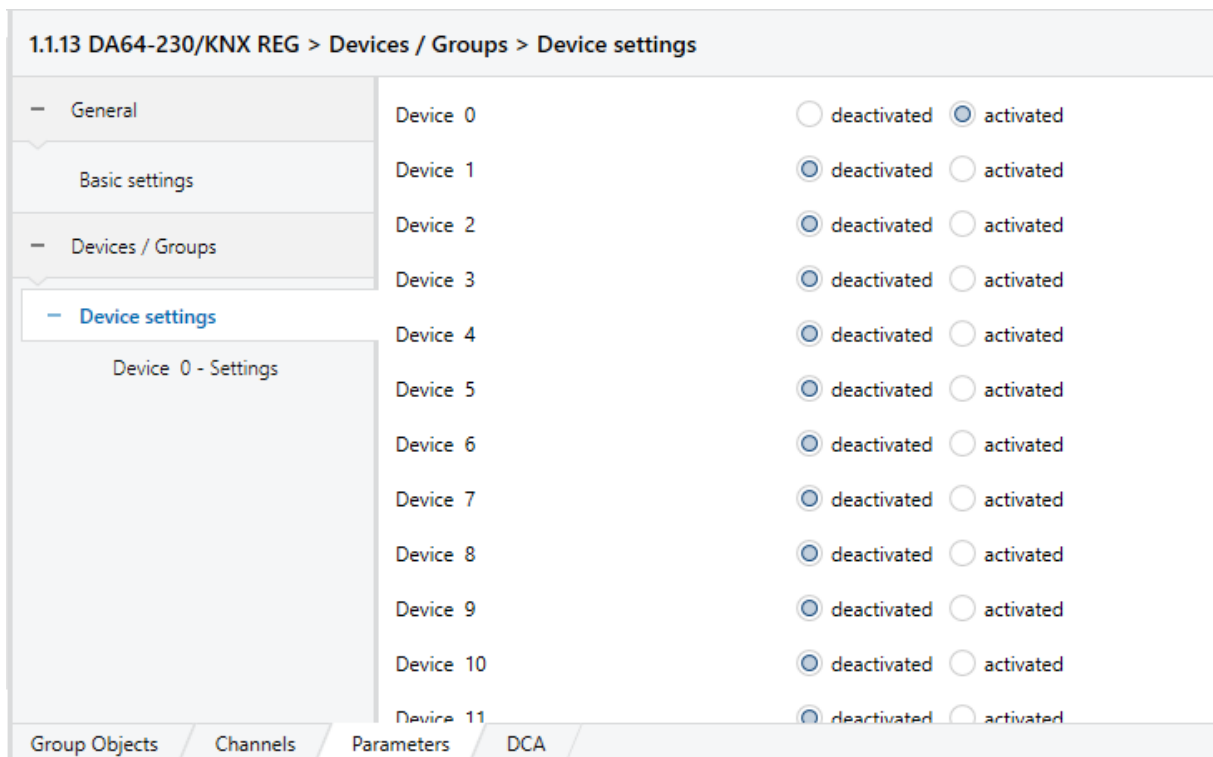 1.1.13 DA64-230/KNX REG > Devices / Groups > Device settings
General
Basic settings
Devices / Groups
Device settings
Device 0 - Settings
Device 0 deactivated activated
Device 1 deactivated activated
Device 2 deactivated activated
Device 3 deactivated activated
Device 4 deactivated activated
Device 5 deactivated activated
Device 6 deactivated activated
Device 7 deactivated activated
Device 8 deactivated activated
Device 9 deactivated activated
Device 10 deactivated activated
Device 11 deactivated activated
Group Objects Channels Parameters DCA